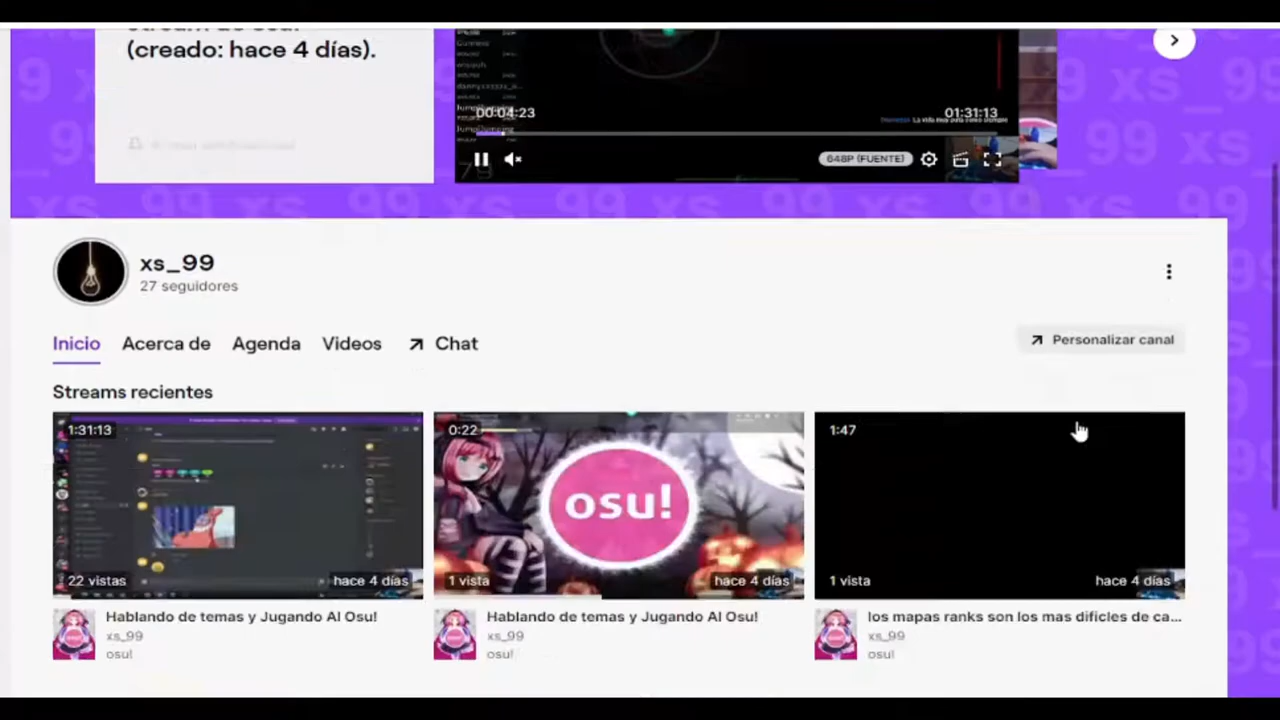 (creado: hace 4 días).
00:04:23
01:31:13
648P (FUENTE)
xs_99
27 seguidores
Inicio
Acerca de
Agenda
Videos
Chat
Personalizar canal
Streams recientes
1:31:13
22 vistas
hace 4 días
0:22
osu!
1 vista
hace 4 días
1:47
1 vista
hace 4 días
Hablando de temas y Jugando Al Osu!
xs_99
osu!
Hablando de temas y Jugando Al Osu!
xs_99
osu!
los mapas ranks son los mas dificiles de ca...
xs_99
osu!